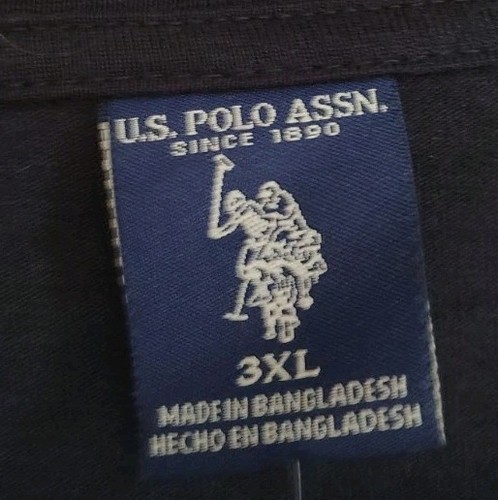 U.S. POLO ASSN.
SINCE 1890
3XL
MADE IN BANGLADESH
HECHO EN BANGLADESH